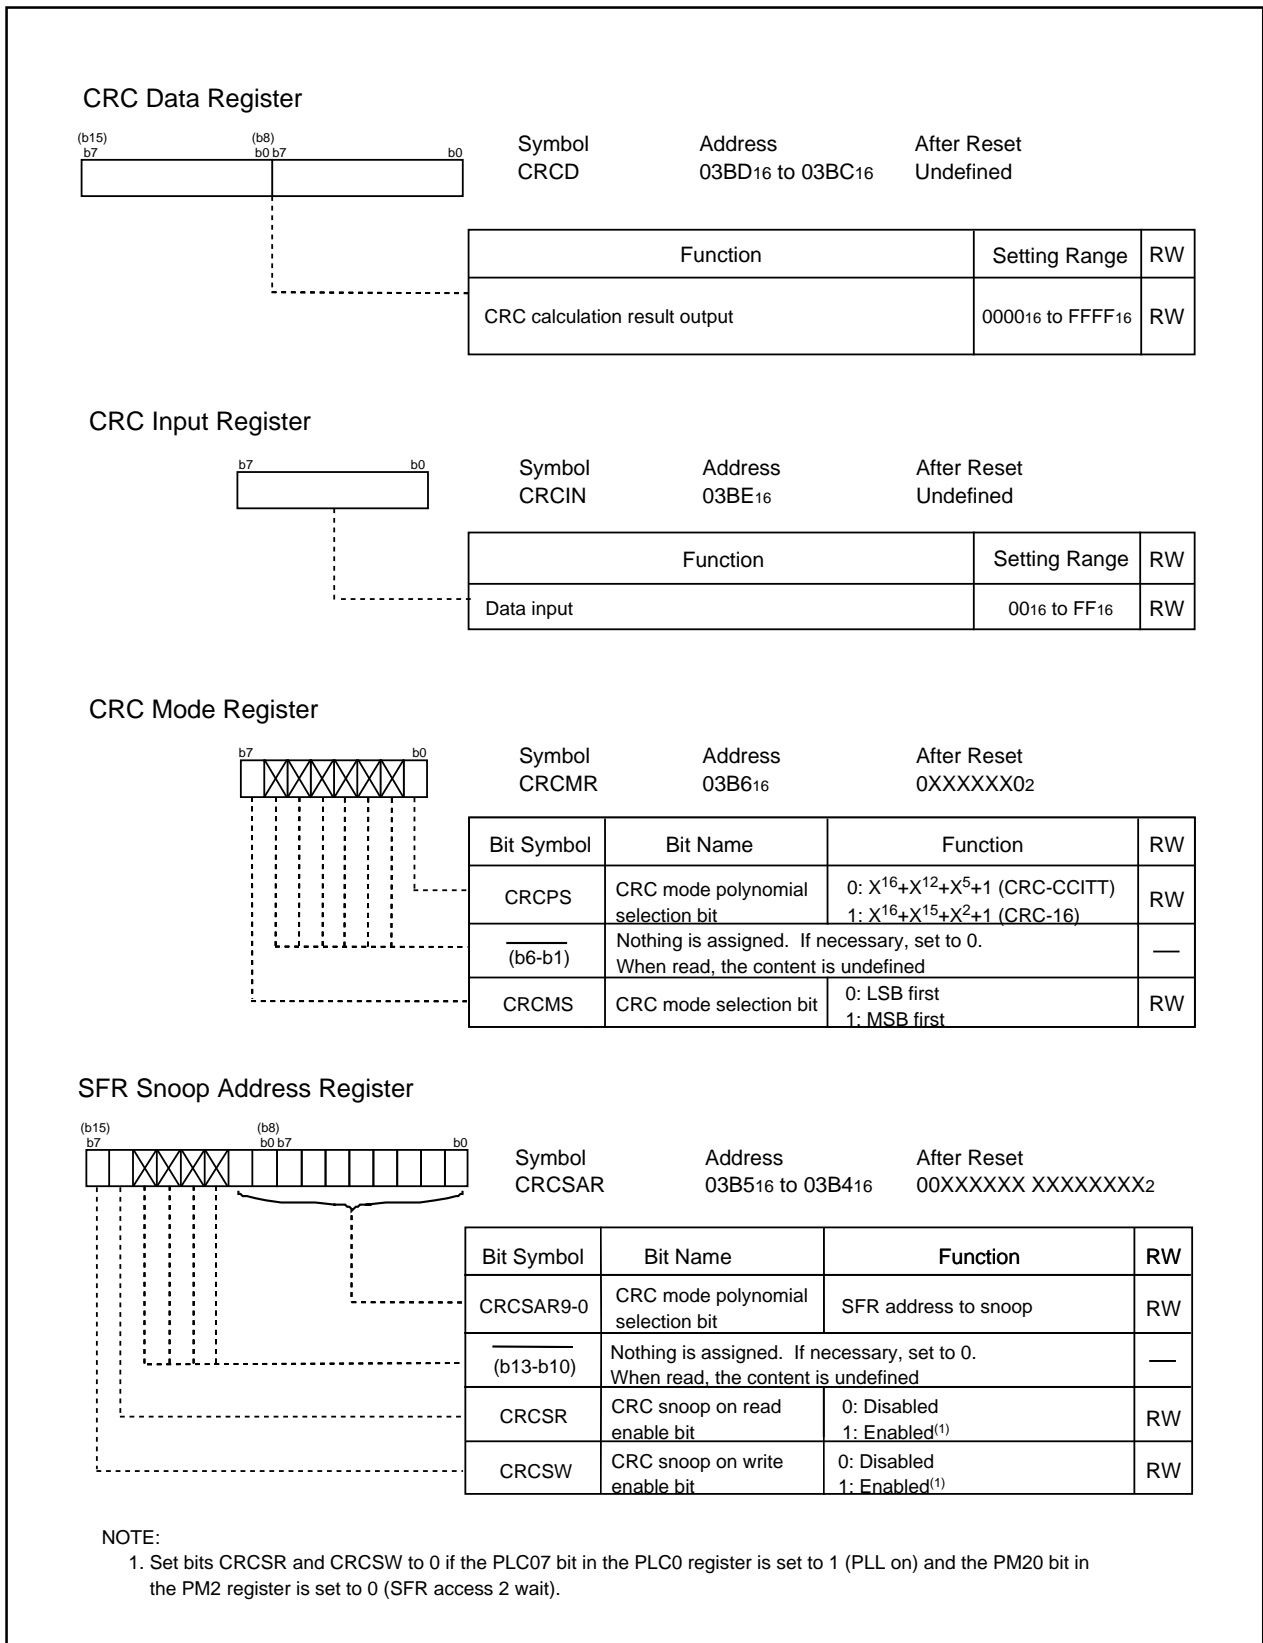 CRC Data Register
(b15) (b8)
b7 b0 b7 b0
Symbol Address After Reset
CRCD 03BD16 to 03BC16 Undefined
Function Setting Range RW
CRC calculation result output 000016 to FFFF16 RW
CRC Input Register
b7 b0
Symbol Address After Reset
CRCIN 03BE16 Undefined
Function Setting Range RW
Data input 0016 to FF16 RW
CRC Mode Register
b7 b0
Symbol Address After Reset
CRCMR 03B616 0XXXXXX02
Bit Symbol Bit Name Function RW
CRCPS CRC mode polynomial selection bit 0: X16+X12+X5+1 (CRC-CCITT) RW
1: X16+X15+X2+1 (CRC-16)
(b6-b1) Nothing is assigned. If necessary, set to 0. —
When read, the content is undefined
CRCMS CRC mode selection bit 0: LSB first RW
1: MSB first
SFR Snoop Address Register
(b15) (b8)
b7 b0 b7 b0
Symbol Address After Reset
CRCSAR 03B516 to 03B416 00XXXXXX XXXXXXXX2
Bit Symbol Bit Name Function RW
CRCSAR9-0 CRC mode polynomial selection bit SFR address to snoop RW
(b13-b10) Nothing is assigned. If necessary, set to 0. —
When read, the content is undefined
CRCSR CRC snoop on read enable bit 0: Disabled RW
1: Enabled(1)
CRCSW CRC snoop on write enable bit 0: Disabled RW
1: Enabled(1)
NOTE:
1. Set bits CRCSR and CRCSW to 0 if the PLC07 bit in the PLC0 register is set to 1 (PLL on) and the PM20 bit in
the PM2 register is set to 0 (SFR access 2 wait).